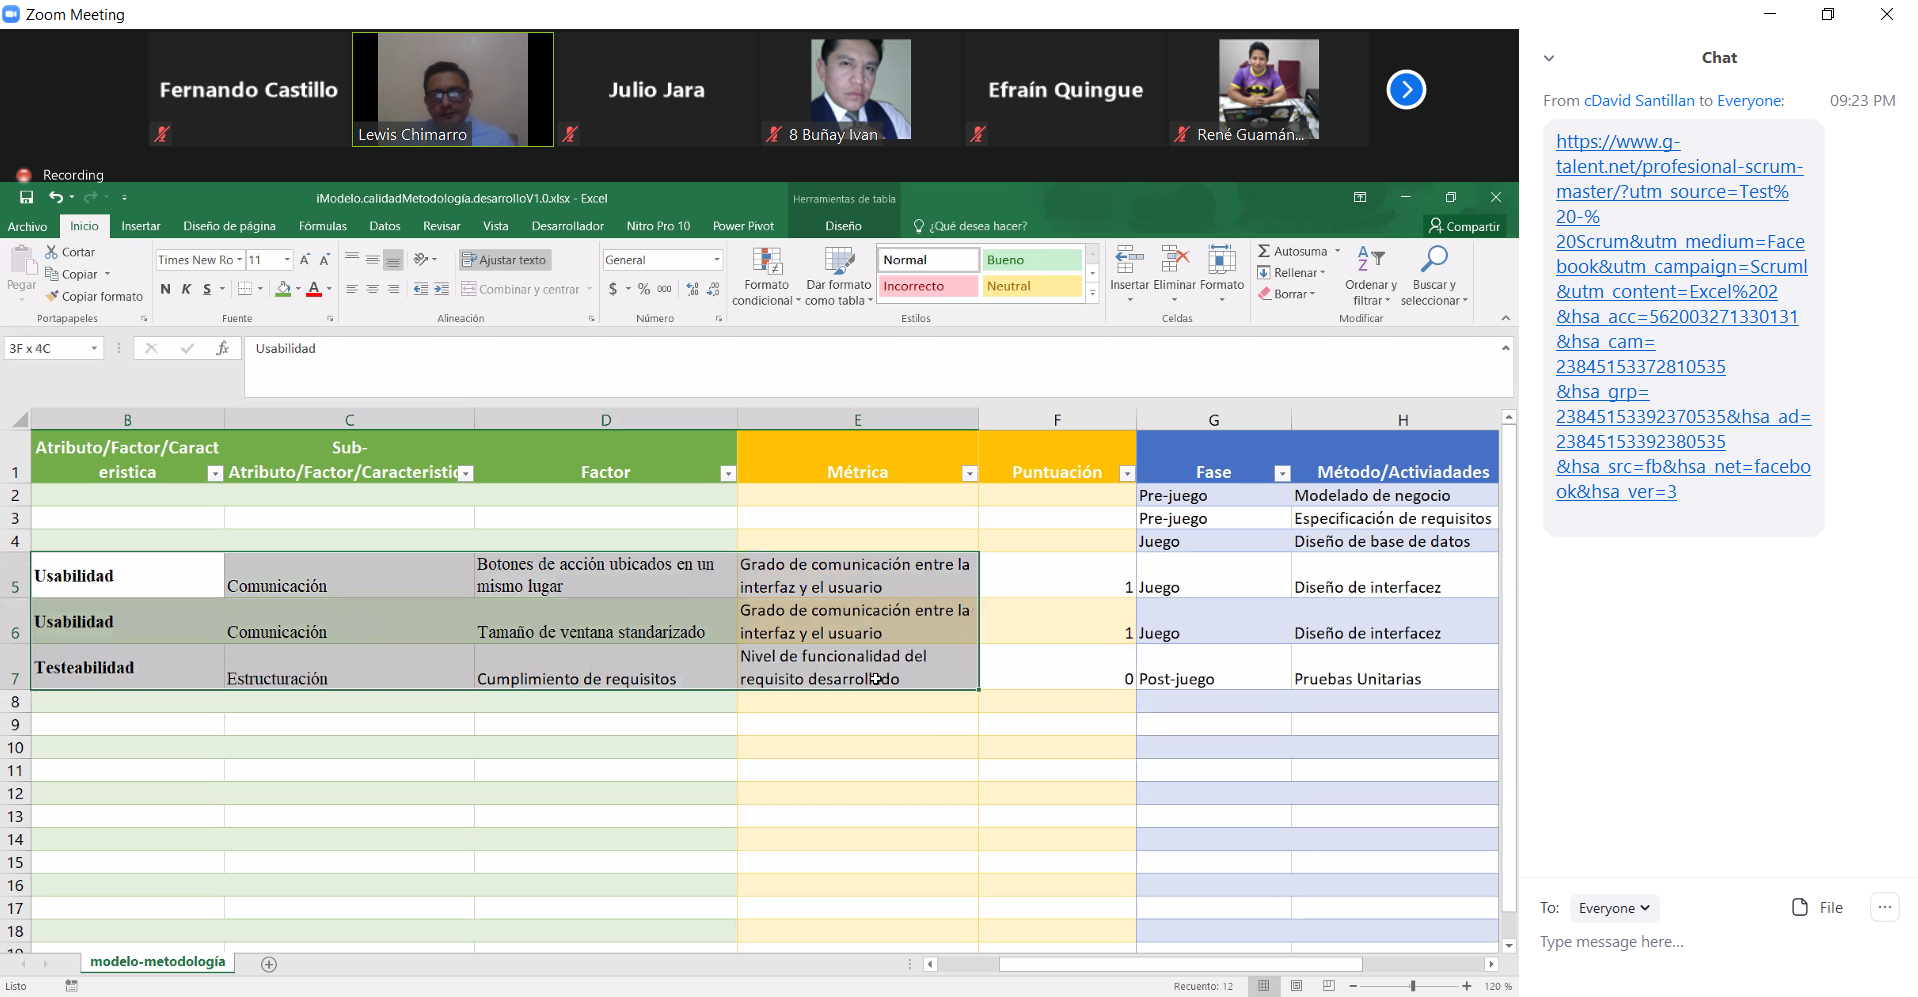 Zoom Meeting
Fernando Castillo
Lewis Chimarro
Julio Jara
8 Buñay Ivan
Efraín Quingue
René Guamán...
Recording
iModelo.calidadMetodología.desarrolloV1.0.xlsx - Excel
Herramientas de tabla
Archivo Inicio Insertar Diseño de página Fórmulas Datos Revisar Vista Desarrollador Nitro Pro 10 Power Pivot Diseño ¿Qué desea hacer? Compartir
Pegar
Cortar
Copiar
Copiar formato
Portapapeles
Times New Ro 11
N K S
Fuente
Ajustar texto
Combinar y centrar
Alineación
General
$ % 000
Número
Formato condicional
Dar formato como tabla
Normal Bueno
Incorrecto Neutral
Estilos
Insertar Eliminar Formato
Celdas
Autosuma
Rellenar
Borrar
Ordenar y filtrar
Buscar y seleccionar
Modificar
3F x 4C
fx
Usabilidad
B C D E F G H
1 Atributo/Factor/Caracteristica Sub-Atributo/Factor/Caracteristic Factor Métrica Puntuación Fase Método/Activiadades
2 Pre-juego Modelado de negocio
3 Pre-juego Especificación de requisitos
4 Juego Diseño de base de datos
5 Usabilidad Comunicación Botones de acción ubicados en un mismo lugar Grado de comunicación entre la interfaz y el usuario 1 Juego Diseño de interfacez
6 Usabilidad Comunicación Tamaño de ventana standarizado Grado de comunicación entre la interfaz y el usuario 1 Juego Diseño de interfacez
7 Testeabilidad Estructuración Cumplimiento de requisitos Nivel de funcionalidad del requisito desarrollado 0 Post-juego Pruebas Unitarias
8
9
10
11
12
13
14
15
16
17
18
modelo-metodología
Listo
Recuento: 12
120 %
Chat
From cDavid Santillan to Everyone: 09:23 PM
https://www.g-
talent.net/profesional-scrum-
master/?utm_source=Test%
20-%
20Scrum&utm_medium=Face
book&utm_campaign=ScrumI
&utm_content=Excel%202
&hsa_acc=562003271330131
&hsa_cam=
23845153372810535
&hsa_grp=
23845153392370535&hsa_ad=
23845153392380535
&hsa_src=fb&hsa_net=facebo
ok&hsa_ver=3
To: Everyone File
Type message here...